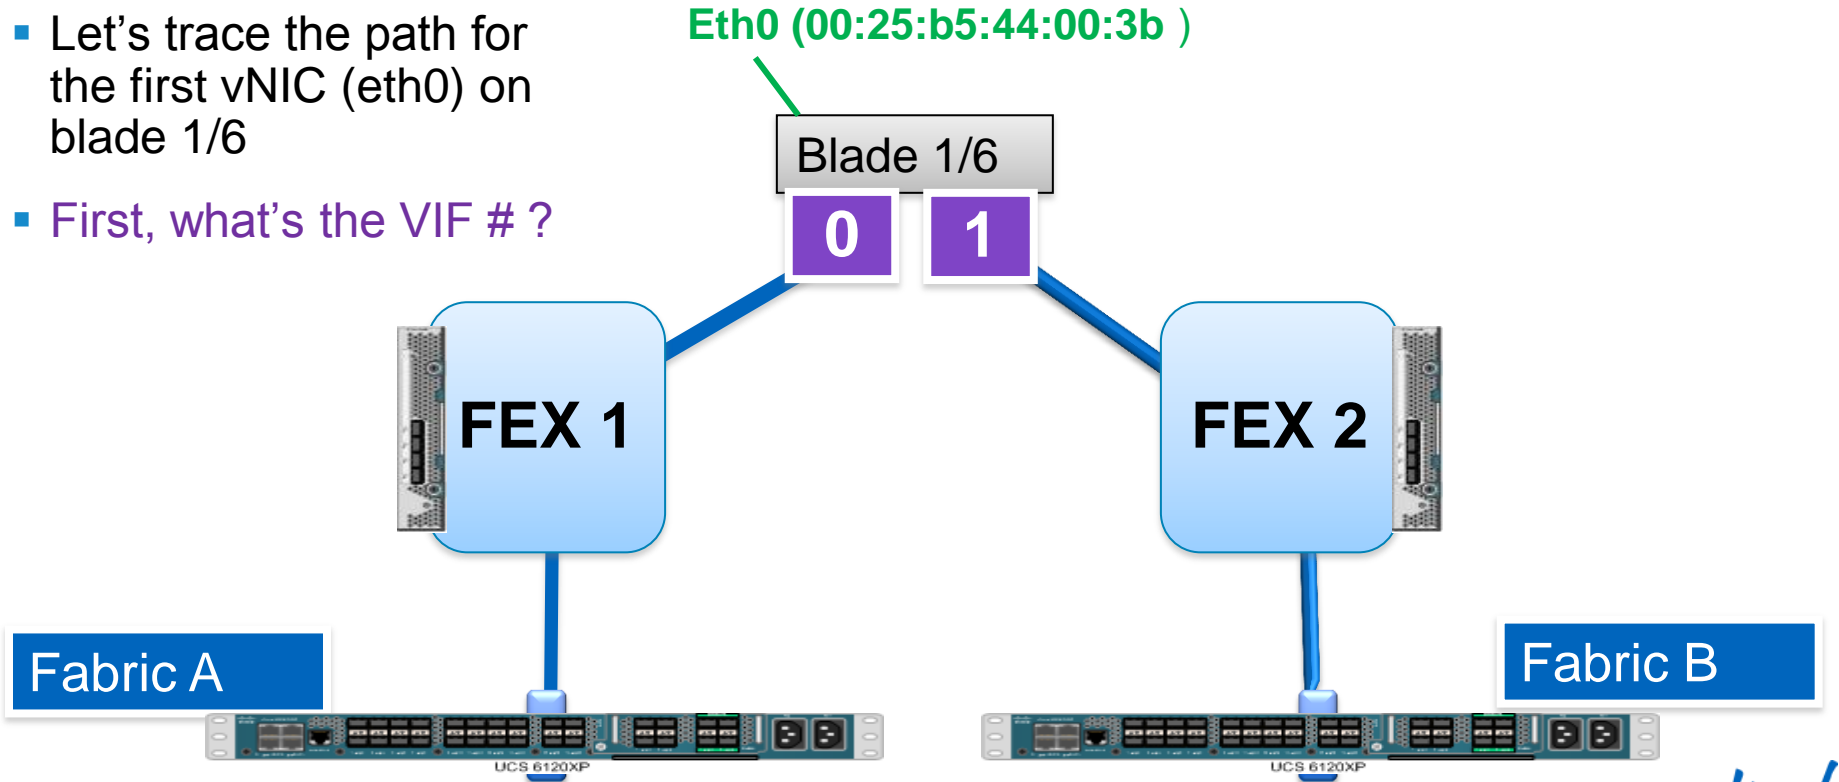 Let's trace the path for
the first vNIC (eth0) on
blade 1/6
First, what's the VIF # ?
Eth0 (00:25:b5:44:00:3b )
Blade 1/6
0
1
FEX 1
FEX 2
Fabric A
Fabric B
UCS 6120XP
UCS 6120XP